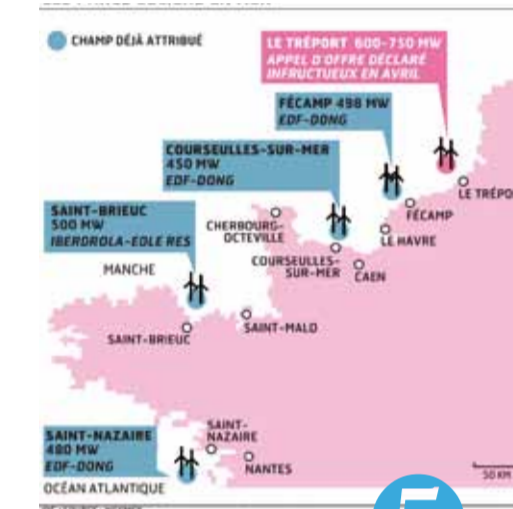 CHAMP DÉJÀ ATTRIBUÉ
LE TRÉPORT 600-750 MW
APPEL D'OFFRE DÉCLARÉ
INFRUCTUEUX EN AVRIL
FÉCAMP 498 MW
EDF-DONG
COURSEULLES-SUR-MER
450 MW
EDF-DONG
SAINT-BRIEUC
500 MW
IBERDROLA-EOLE RES
MANCHE
CHERBOURG-
OCTEVILLE
LE TRÉPO
FÉCAMP
LE HAVRE
COURSEULLES-
SUR-MER
CAEN
SAINT-MALO
SAINT-BRIEUC
SAINT-NAZAIRE
480 MW
EDF-DONG
SAINT-
NAZAIRE
NANTES
OCÉAN ATLANTIQUE
50 KM
5